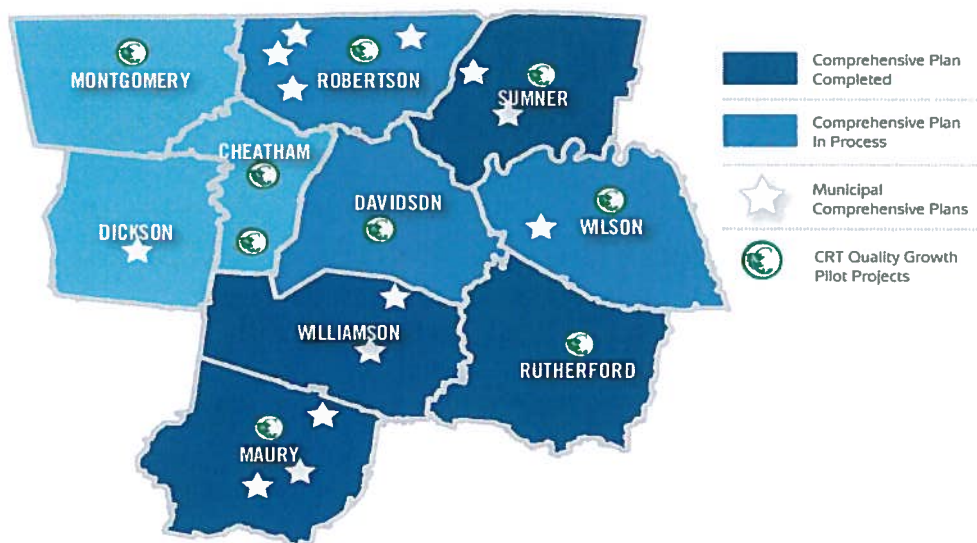 MONTGOMERY
ROBERTSON
SUMNER
CHEATHAM
DAVIDSON
WILSON
DICKSON
WILLIAMSON
RUTHERFORD
MAURY
Comprehensive Plan
Completed
Comprehensive Plan
In Process
Municipal
Comprehensive Plans
CRT Quality Growth
Pilot Projects